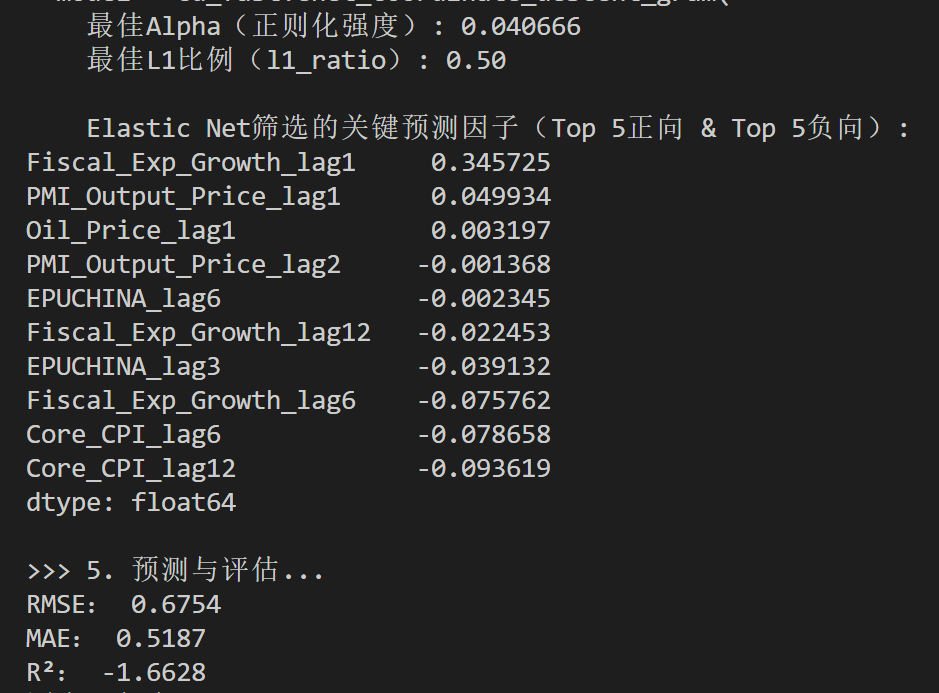 最佳Alpha（正则化强度）: 0.040666
最佳L1比例（l1_ratio）: 0.50
Elastic Net筛选的关键预测因子（Top 5正向 & Top 5负向）:
Fiscal_Exp_Growth_lag1 0.345725
PMI_Output_Price_lag1 0.049934
Oil_Price_lag1 0.003197
PMI_Output_Price_lag2 -0.001368
EPUCHINA_lag6 -0.002345
Fiscal_Exp_Growth_lag12 -0.022453
EPUCHINA_lag3 -0.039132
Fiscal_Exp_Growth_lag6 -0.075762
Core_CPI_lag6 -0.078658
Core_CPI_lag12 -0.093619
dtype: float64
>>> 5. 预测与评估...
RMSE: 0.6754
MAE: 0.5187
R²: -1.6628